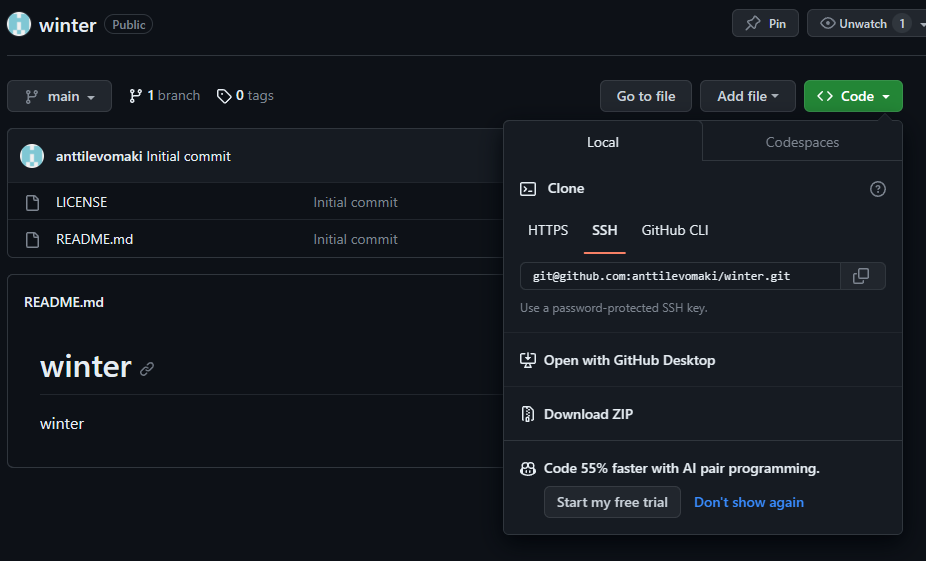 winter Public Pin Unwatch 1
main 1 branch 0 tags Go to file Add file <> Code
anttilevomaki Initial commit
LICENSE Initial commit
README.md Initial commit
README.md
winter
winter
Local Codespaces
Clone
HTTPS SSH GitHub CLI
git@github.com:anttilevomaki/winter.git
Use a password-protected SSH key.
Open with GitHub Desktop
Download ZIP
Code 55% faster with AI pair programming.
Start my free trial Don't show again